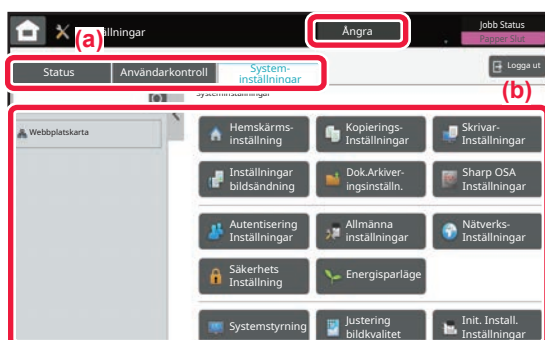 Inställningar
(a)
Ångra
Jobb Status
Papper Slut
Status
Användarkontroll
System-
inställningar
Logga ut
(b)
Systeminställningar
Webbplatskarta
Hemskärms-
inställning
Kopierings-
Inställningar
Skrivar-
Inställningar
Inställningar
bildsändning
Dok.Arkiver-
ingsinställn.
Sharp OSA
Inställningar
Autentisering
Inställningar
Allmänna
inställningar
Nätverks-
Inställningar
Säkerhets
Inställning
Energisparläge
Systemstyrning
Justering
bildkvalitet
Init. Install.
Inställningar